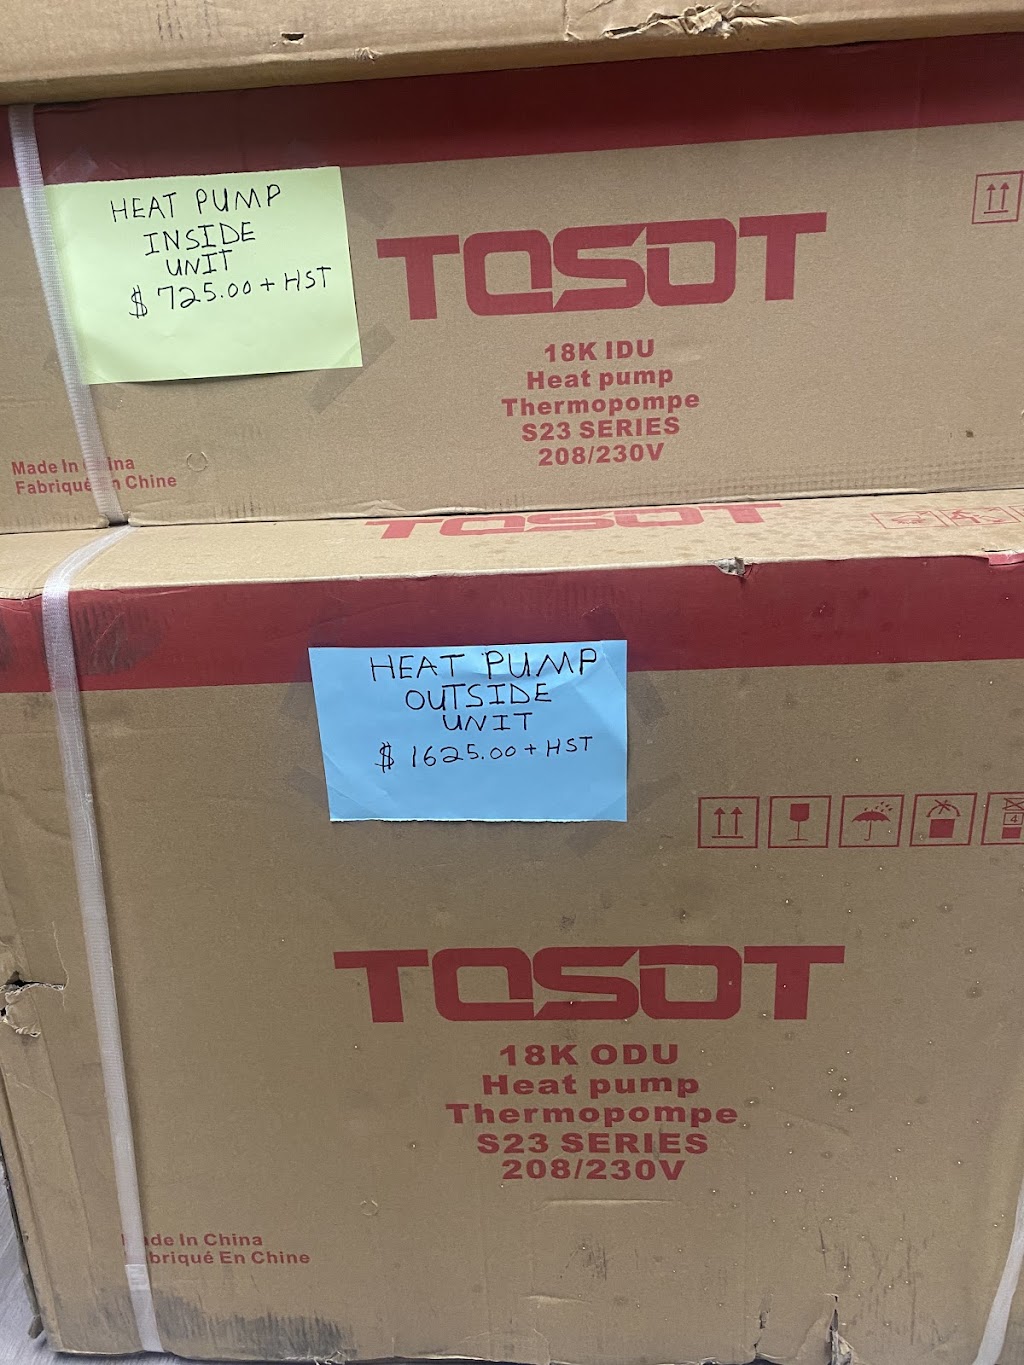 HEAT PUMP
INSIDE
UNIT
$ 725.00 + HST
TOSOT
18K IDU
Heat pump
Thermopompe
S23 SERIES
208/230V
Made In China
Fabriqué En Chine
TOSOT
HEAT PUMP
OUTSIDE
UNIT
$ 1625.00 + HST
4
TOSOT
18K ODU
Heat pump
Thermopompe
S23 SERIES
208/230V
Made In China
Fabriqué En Chine